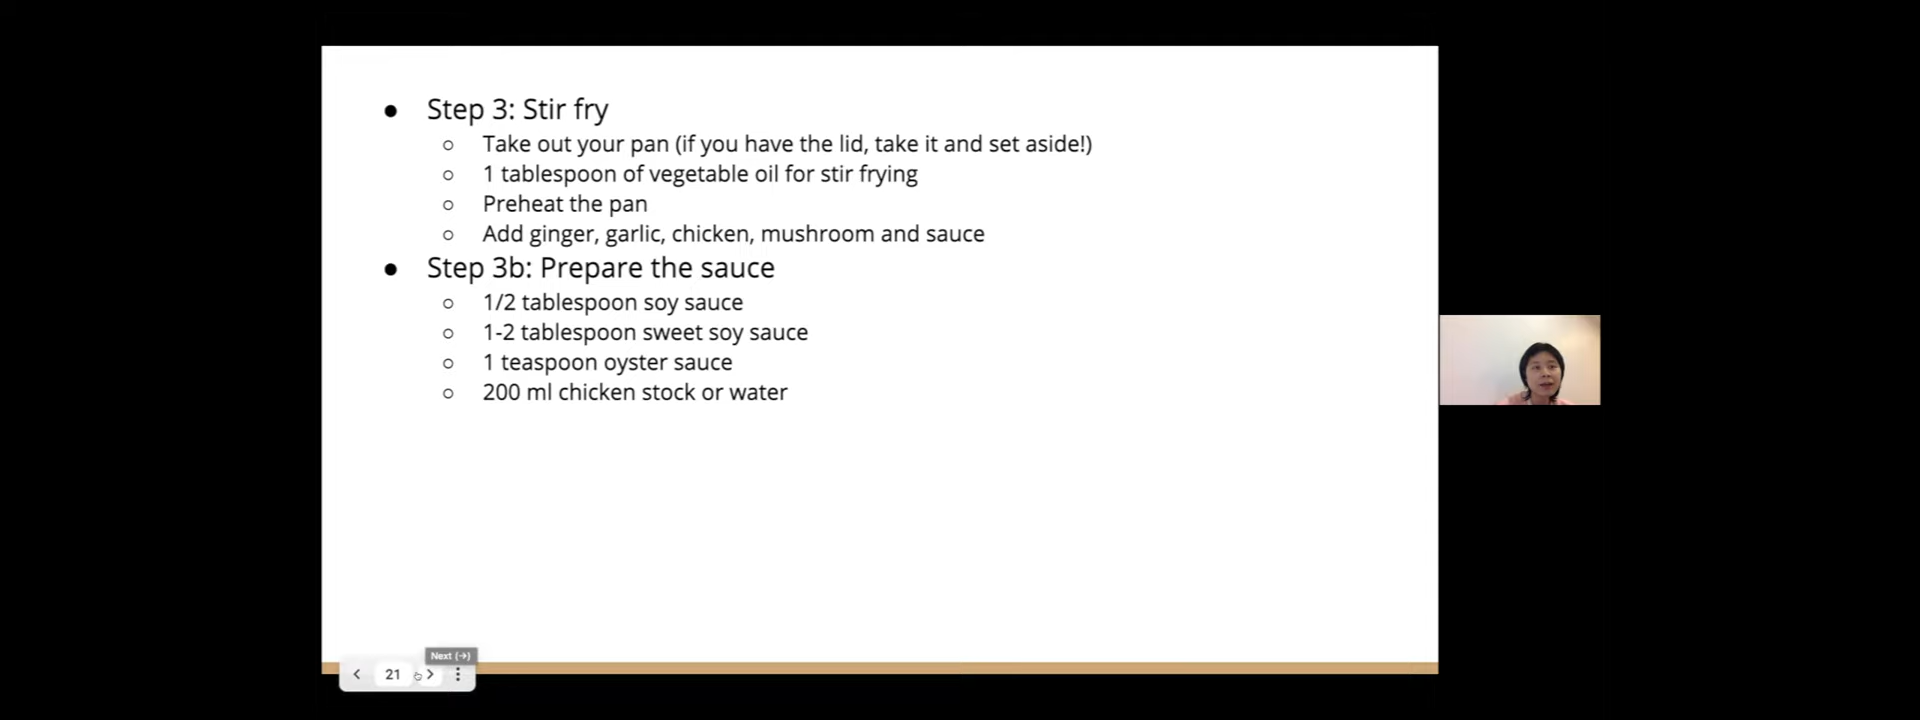 ● Step 3: Stir fry
○ Take out your pan (if you have the lid, take it and set aside!)
○ 1 tablespoon of vegetable oil for stir frying
○ Preheat the pan
○ Add ginger, garlic, chicken, mushroom and sauce
● Step 3b: Prepare the sauce
○ 1/2 tablespoon soy sauce
○ 1-2 tablespoon sweet soy sauce
○ 1 teaspoon oyster sauce
○ 200 ml chicken stock or water
Next (→)
21